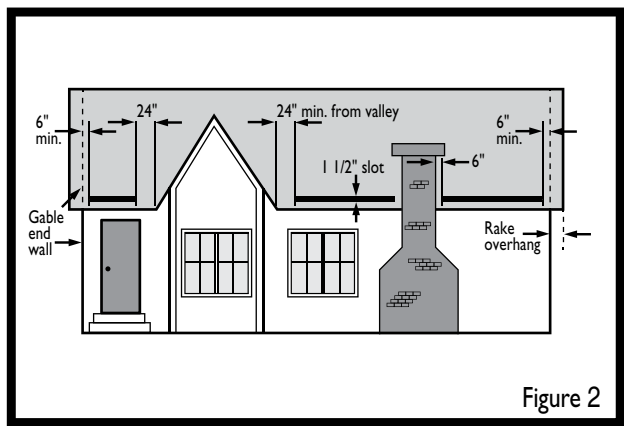 6"
min.
24"
24" min. from valley
6"
min.
1 1/2" slot
6"
Gable
end
wall
Rake
overhang
Figure 2